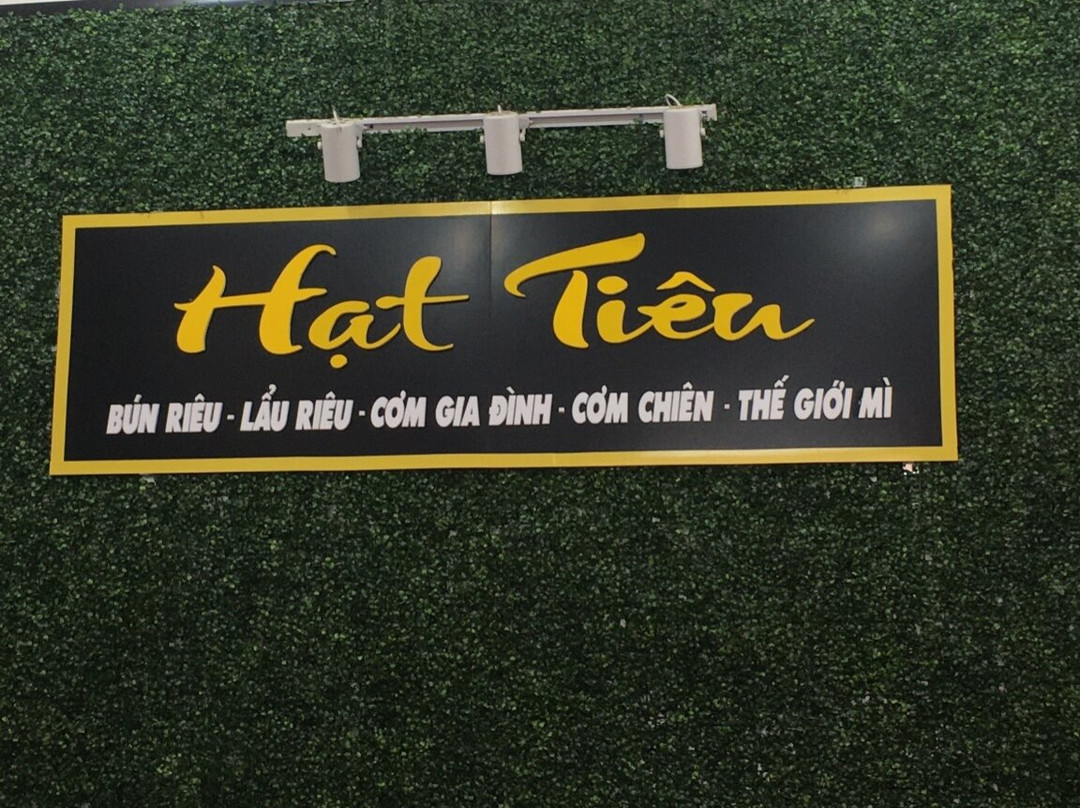 Hạt Tiêu
BÚN RIÊU - LẨU RIÊU - CƠM GIA ĐÌNH - CƠM CHIÊN - THẾ GIỚI MÌ